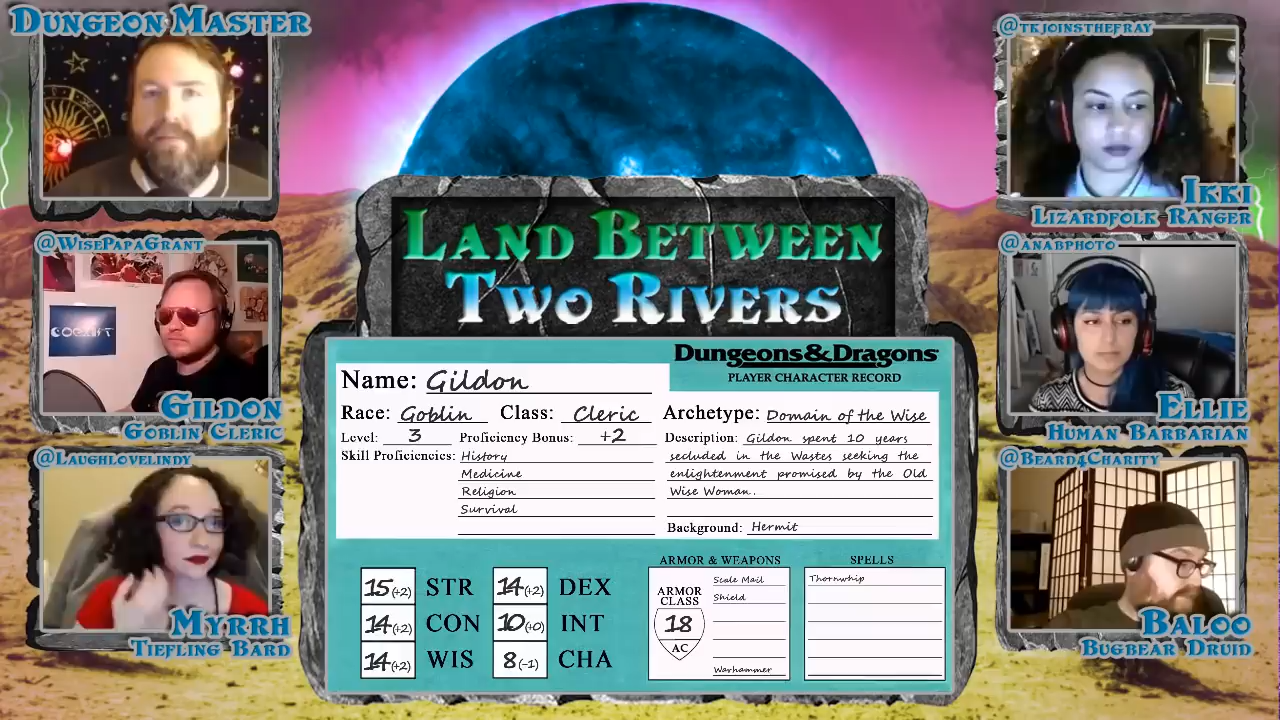 DUNGEON MASTER
@WISEPAPAGRANT
COEXIST
GILDON
GOBLIN CLERIC
@LAUGHLOVELINDY
MYRRH
TIEFLING BARD
LAND BETWEEN
TWO RIVERS
Dungeons&Dragons
PLAYER CHARACTER RECORD
Name: Gildon
Race: Goblin Class: Cleric Archetype: Domain of the Wise
Level: 3 Proficiency Bonus: +2
Skill Proficiencies: History
Medicine
Religion
Survival
Description: Gildon spent 10 years
secluded in the Wastes seeking the
enlightenment promised by the Old
Wise Woman.
Background: Hermit
15(+2) STR 14(+2) DEX
14(+2) CON 10(+0) INT
14(+2) WIS 8(-1) CHA
ARMOR & WEAPONS
ARMOR
CLASS
18
AC
Scale Mail
Shield
Warhammer
SPELLS
Thornwhip
@TKJOINSTHEFRAY
IKKI
LIZARDFOLK RANGER
@ANABPHOTO
ELLIE
HUMAN BARBARIAN
@BEARD4CHARITY
BALOO
BUGBEAR DRUID